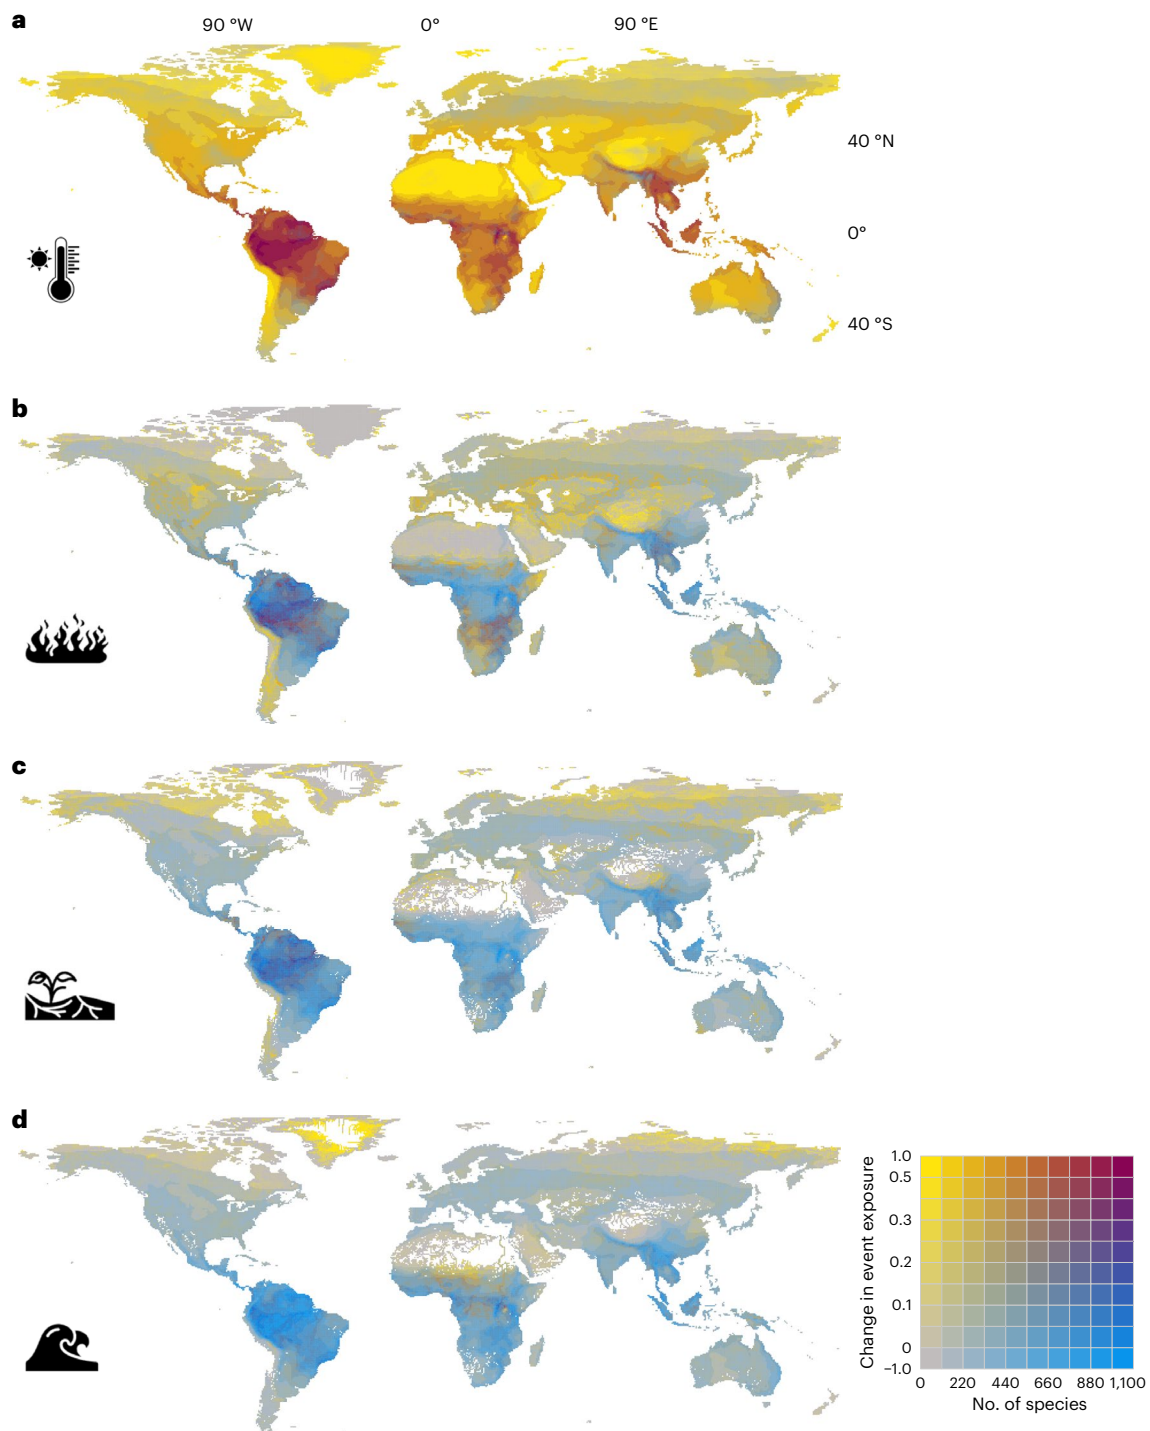 a
90 °W 0° 90 °E
40 °N
0°
40 °S
b
c
d
Change in event exposure
1.0
0.5
0.3
0.2
0.1
0
−1.0
0 220 440 660 880 1,100
No. of species